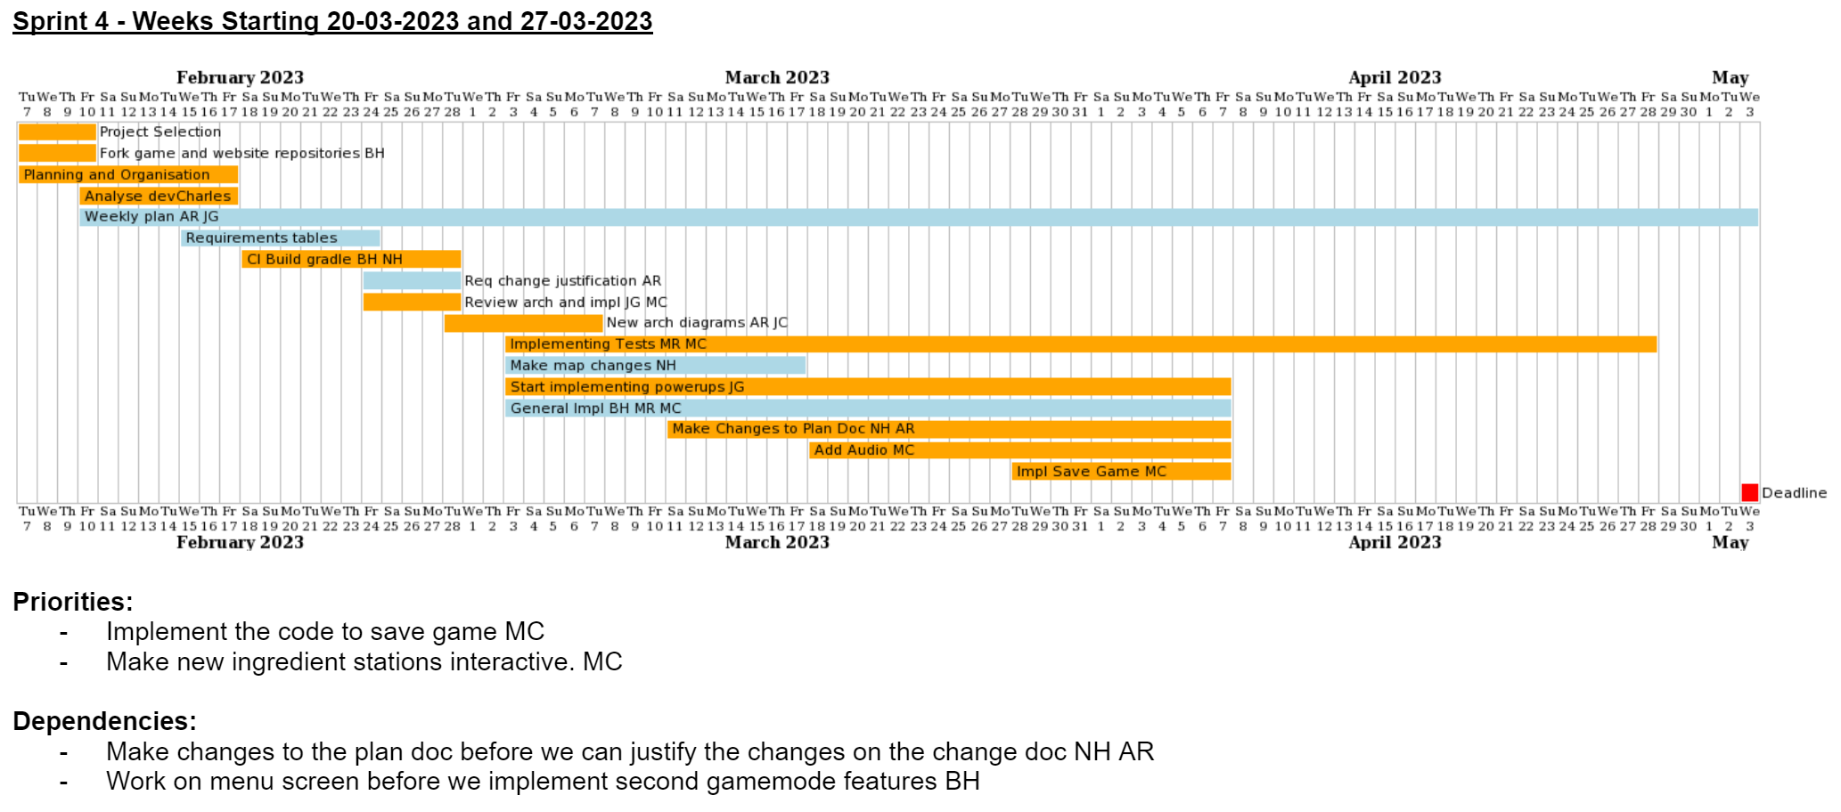 Sprint 4 - Weeks Starting 20-03-2023 and 27-03-2023
February 2023 March 2023 April 2023 May
Tu We Th Fr Sa Su Mo Tu We Th Fr Sa Su Mo Tu We Th Fr Sa Su Mo Tu We Th Fr Sa Su Mo Tu We Th Fr Sa Su Mo Tu We Th Fr Sa Su Mo Tu We Th Fr Sa Su Mo Tu We Th Fr Sa Su Mo Tu We Th Fr Sa Su Mo Tu We Th Fr Sa Su Mo Tu We Th Fr Sa Su Mo Tu We Th Fr Sa Su Mo Tu We
7 8 9 10 11 12 13 14 15 16 17 18 19 20 21 22 23 24 25 26 27 28 1 2 3 4 5 6 7 8 9 10 11 12 13 14 15 16 17 18 19 20 21 22 23 24 25 26 27 28 29 30 31 1 2 3 4 5 6 7 8 9 10 11 12 13 14 15 16 17 18 19 20 21 22 23 24 25 26 27 28 29 30 1 2 3
Project Selection
Fork game and website repositories BH
Planning and Organisation
Analyse devCharles
Weekly plan AR JG
Requirements tables
CI Build gradle BH NH
Req change justification AR
Review arch and impl JG MC
New arch diagrams AR JC
Implementing Tests MR MC
Make map changes NH
Start implementing powerups JG
General Impl BH MR MC
Make Changes to Plan Doc NH AR
Add Audio MC
Impl Save Game MC
Deadline
Tu We Th Fr Sa Su Mo Tu We Th Fr Sa Su Mo Tu We Th Fr Sa Su Mo Tu We Th Fr Sa Su Mo Tu We Th Fr Sa Su Mo Tu We Th Fr Sa Su Mo Tu We Th Fr Sa Su Mo Tu We Th Fr Sa Su Mo Tu We Th Fr Sa Su Mo Tu We Th Fr Sa Su Mo Tu We Th Fr Sa Su Mo Tu We Th Fr Sa Su Mo Tu We
7 8 9 10 11 12 13 14 15 16 17 18 19 20 21 22 23 24 25 26 27 28 1 2 3 4 5 6 7 8 9 10 11 12 13 14 15 16 17 18 19 20 21 22 23 24 25 26 27 28 29 30 31 1 2 3 4 5 6 7 8 9 10 11 12 13 14 15 16 17 18 19 20 21 22 23 24 25 26 27 28 29 30 1 2 3
February 2023 March 2023 April 2023 May
Priorities:
- Implement the code to save game MC
- Make new ingredient stations interactive. MC
Dependencies:
- Make changes to the plan doc before we can justify the changes on the change doc NH AR
- Work on menu screen before we implement second gamemode features BH